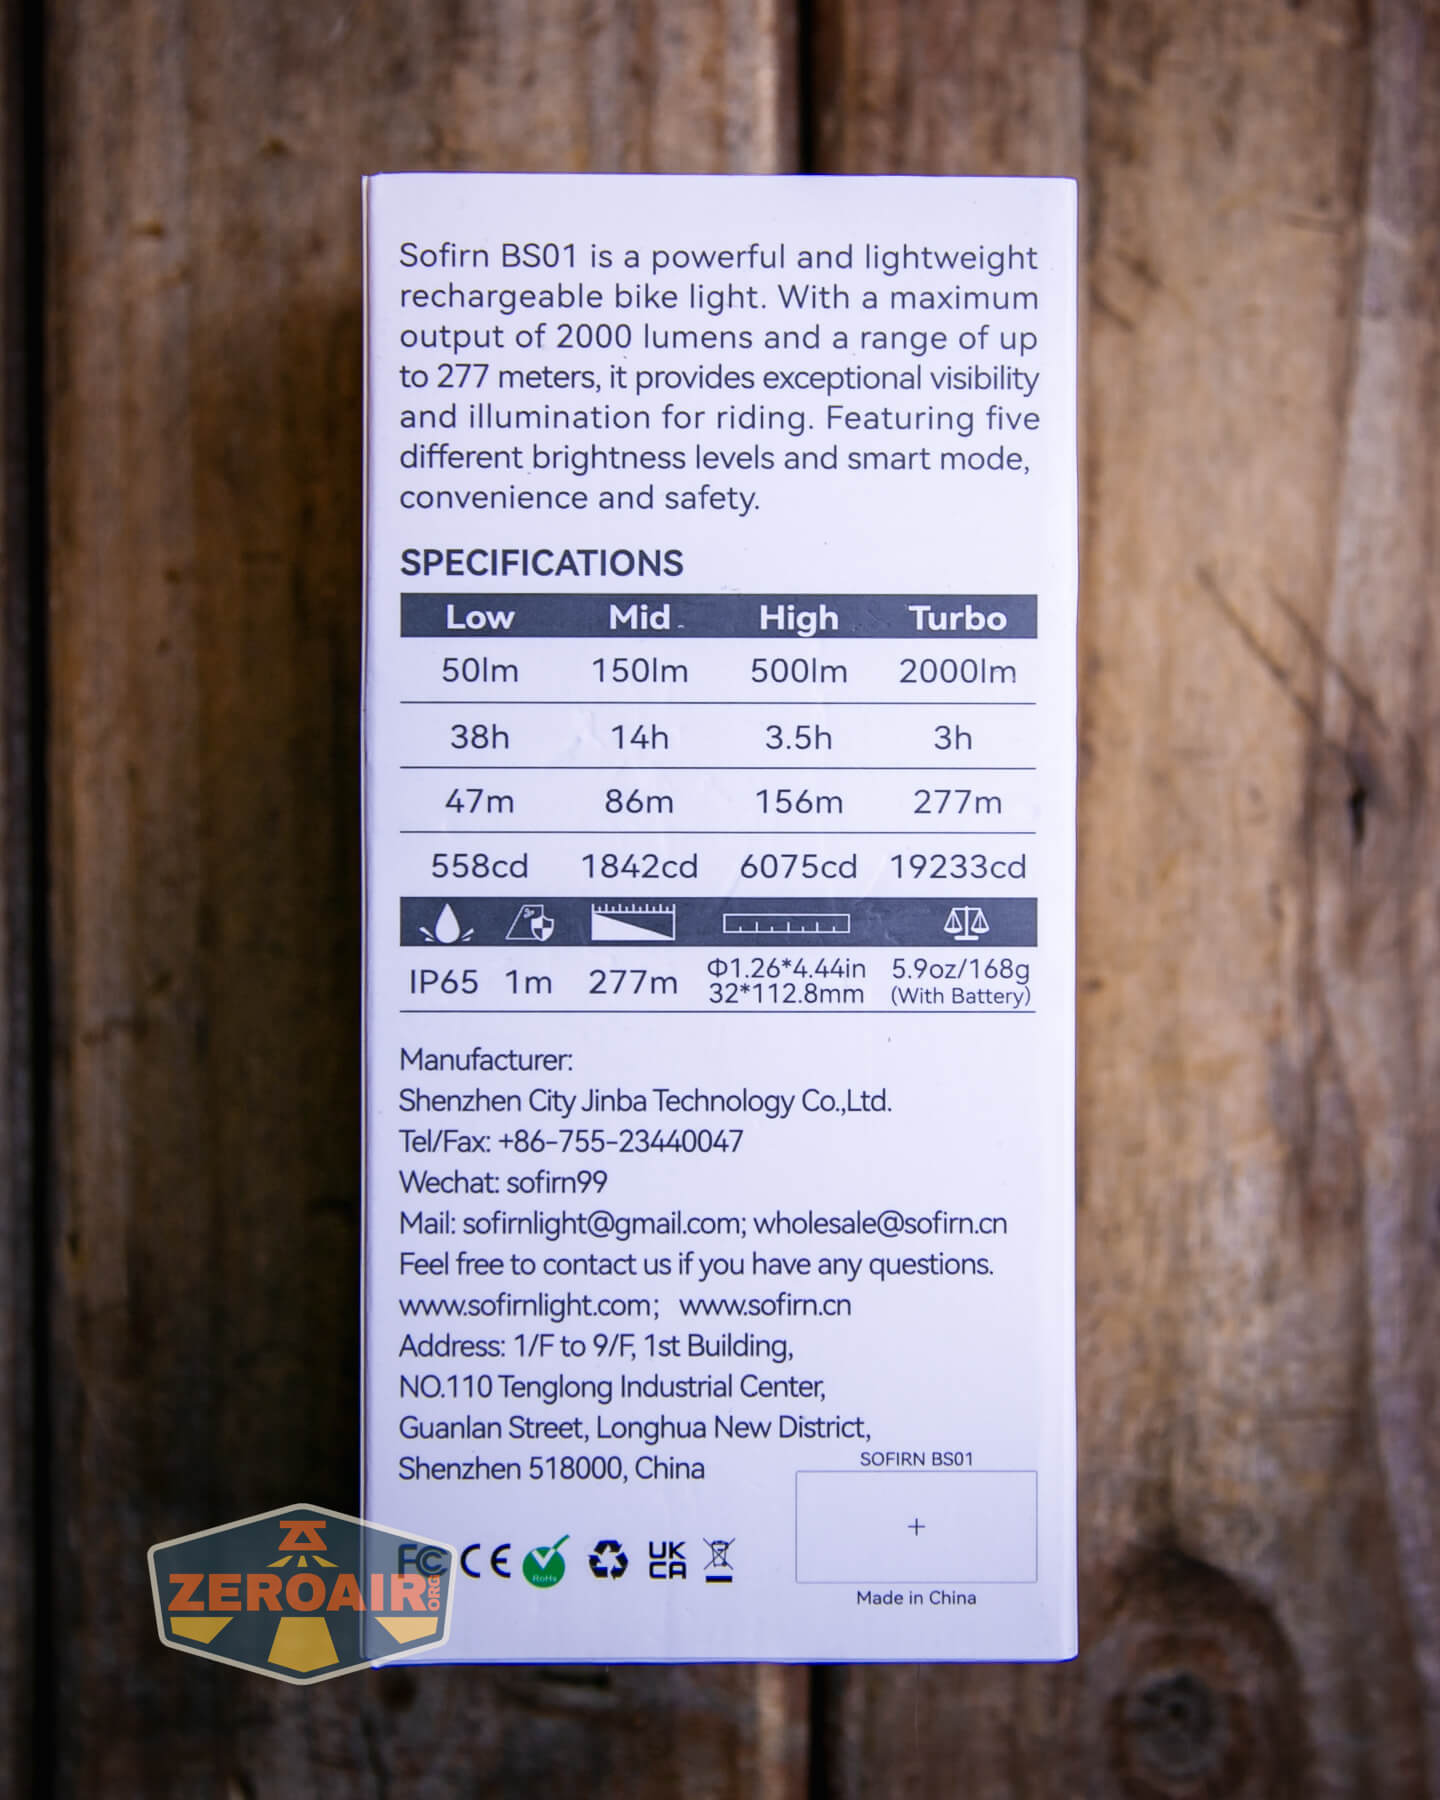 Sofirn BS01 is a powerful and lightweight
rechargeable bike light. With a maximum
output of 2000 lumens and a range of up
to 277 meters, it provides exceptional visibility
and illumination for riding. Featuring five
different brightness levels and smart mode,
convenience and safety.
SPECIFICATIONS
Low Mid High Turbo
50lm 150lm 500lm 2000lm
38h 14h 3.5h 3h
47m 86m 156m 277m
558cd 1842cd 6075cd 19233cd
IP65 1m 277m Φ1.26*4.44in 5.9oz/168g
32*112.8mm (With Battery)
Manufacturer:
Shenzhen City Jinba Technology Co.,Ltd.
Tel/Fax: +86-755-23440047
Wechat: sofirn99
Mail: sofirnlight@gmail.com; wholesale@sofirn.cn
Feel free to contact us if you have any questions.
www.sofirnlight.com; www.sofirn.cn
Address: 1/F to 9/F, 1st Building,
NO.110 Tenglong Industrial Center,
Guanlan Street, Longhua New District,
Shenzhen 518000, China
SOFIRN BS01
+
Made in China
FC CE RoHs UK
CA
ZEROAIR.ORG